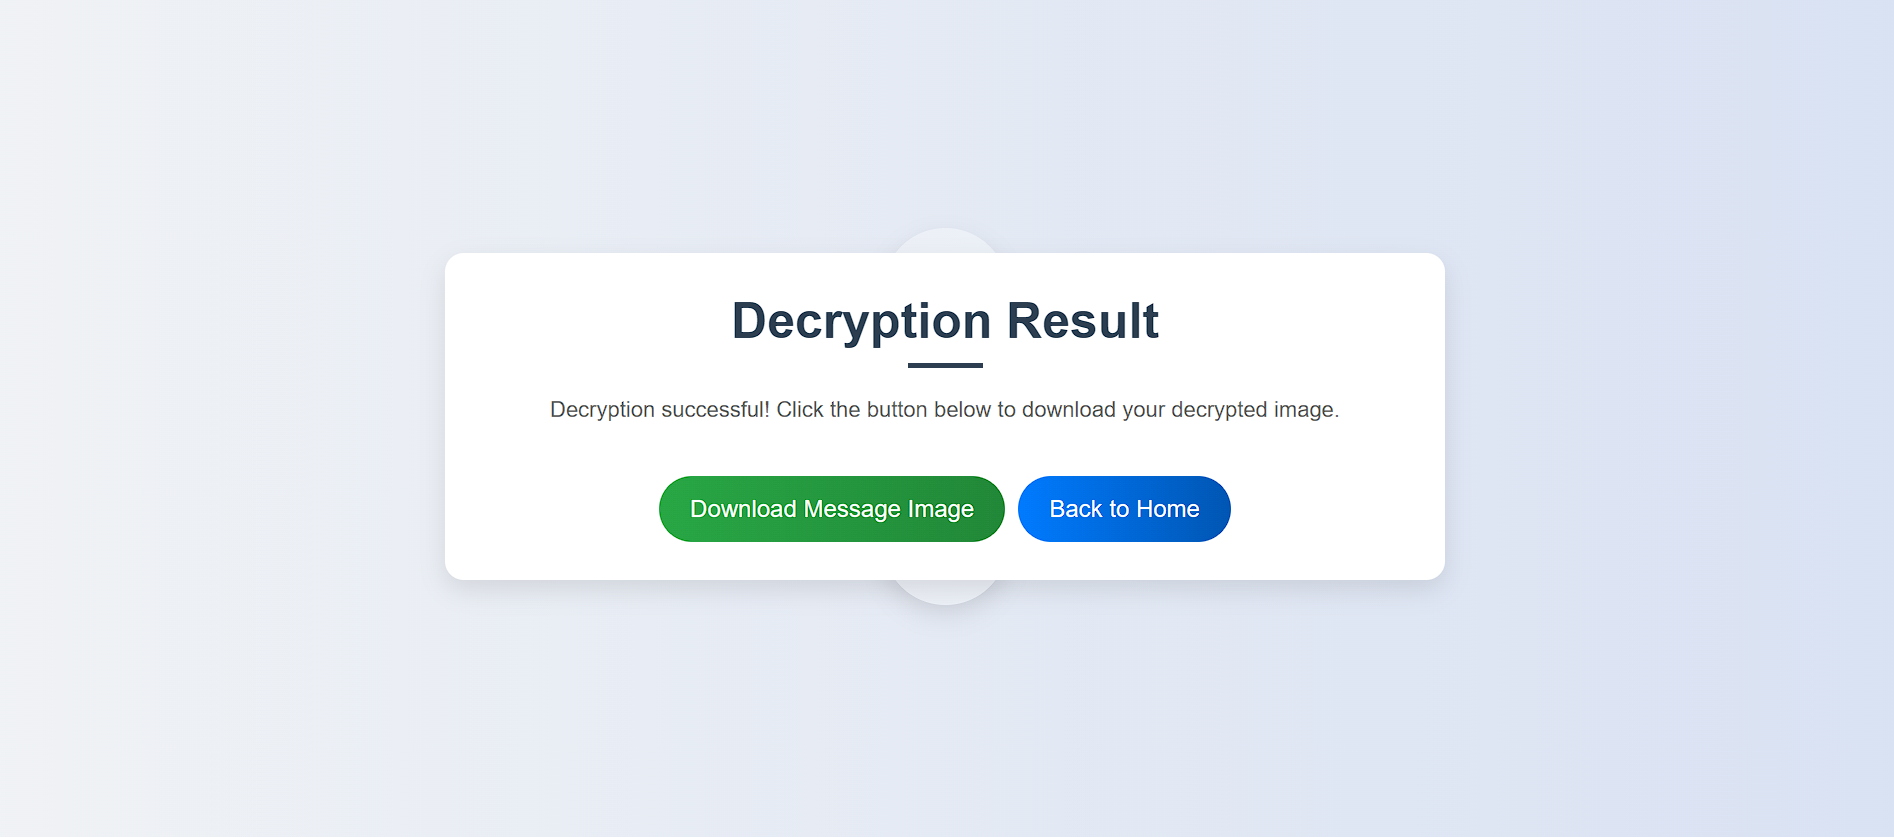 Decryption Result
Decryption successful! Click the button below to download your decrypted image.
Download Message Image
Back to Home